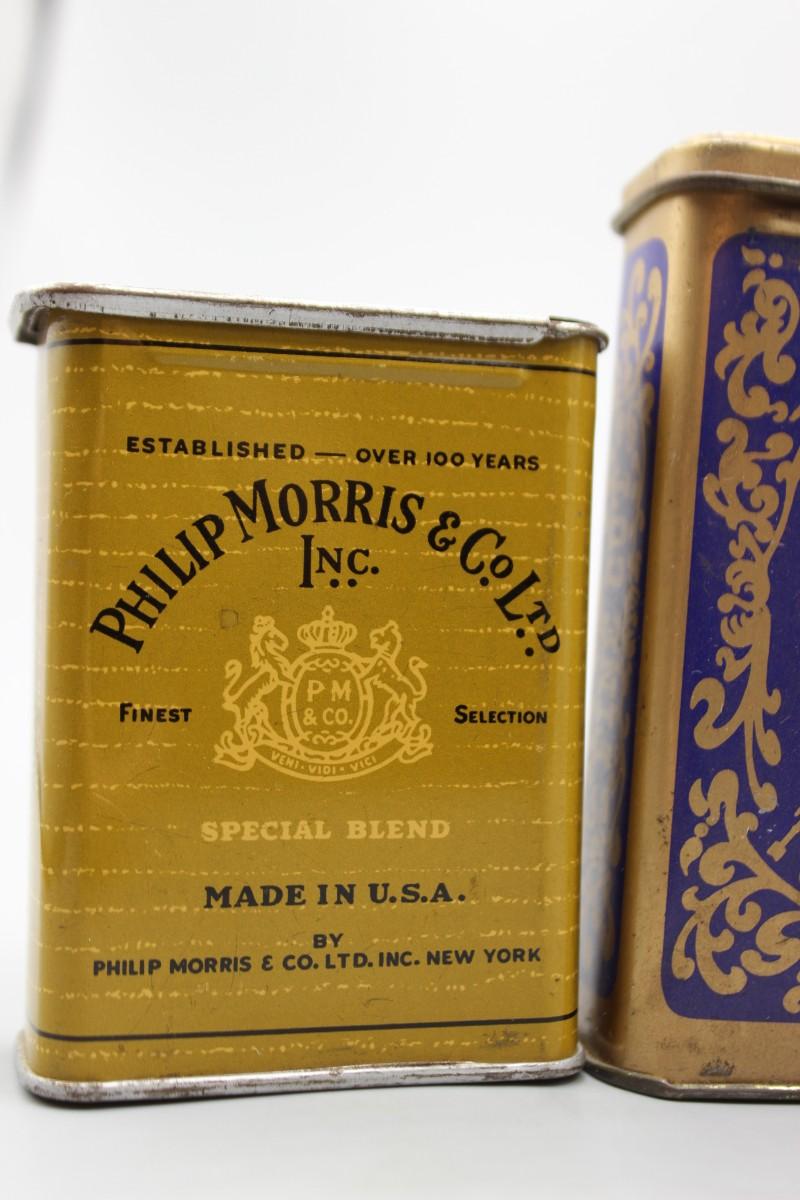 ESTABLISHED — OVER 100 YEARS
PHILIP MORRIS & CO. LTD.
INC.
P M
& CO.
FINEST
SELECTION
VENI · VIDI · VICI
SPECIAL BLEND
MADE IN U.S.A.
BY
PHILIP MORRIS & CO. LTD. INC. NEW YORK